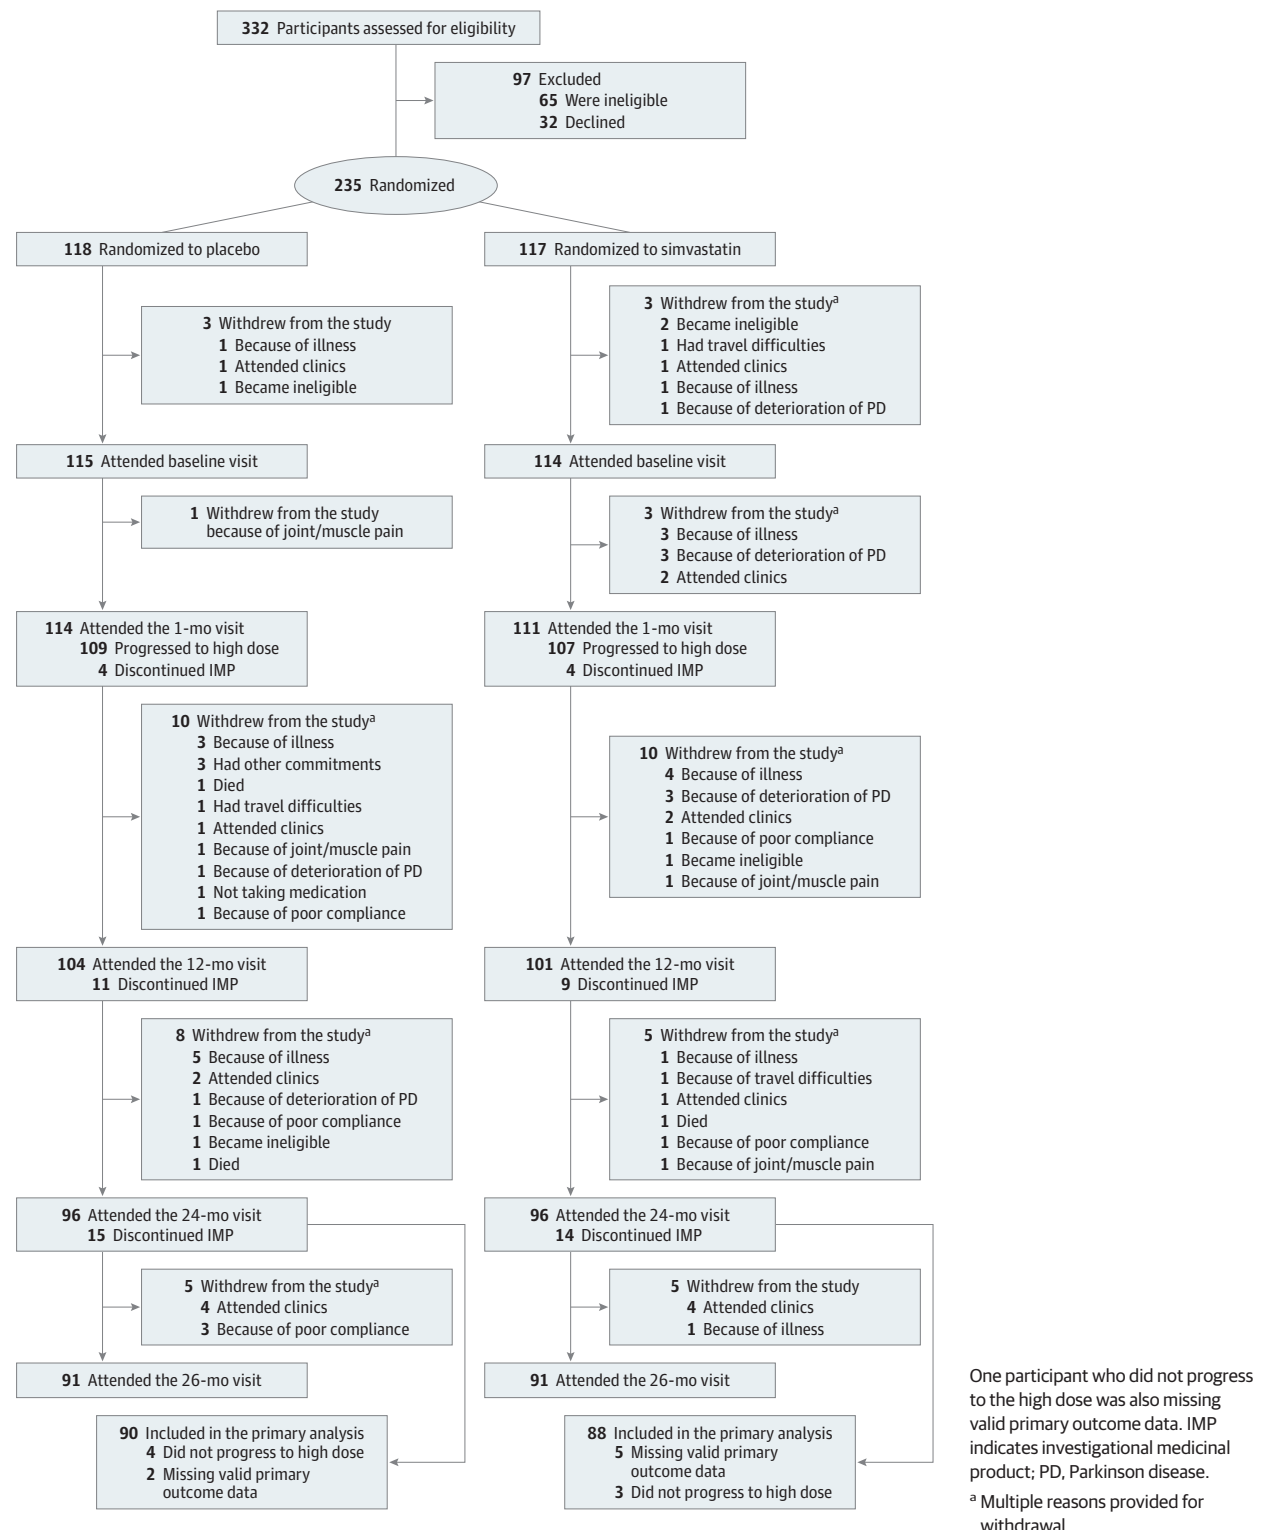 332 Participants assessed for eligibility
97 Excluded
65 Were ineligible
32 Declined
235 Randomized
118 Randomized to placebo
3 Withdrew from the study
1 Because of illness
1 Attended clinics
1 Became ineligible
115 Attended baseline visit
1 Withdrew from the study
because of joint/muscle pain
114 Attended the 1-mo visit
109 Progressed to high dose
4 Discontinued IMP
10 Withdrew from the studyᵃ
3 Because of illness
3 Had other commitments
1 Died
1 Had travel difficulties
1 Attended clinics
1 Because of joint/muscle pain
1 Because of deterioration of PD
1 Not taking medication
1 Because of poor compliance
104 Attended the 12-mo visit
11 Discontinued IMP
8 Withdrew from the studyᵃ
5 Because of illness
2 Attended clinics
1 Because of deterioration of PD
1 Because of poor compliance
1 Became ineligible
1 Died
96 Attended the 24-mo visit
15 Discontinued IMP
5 Withdrew from the studyᵃ
4 Attended clinics
3 Because of poor compliance
91 Attended the 26-mo visit
90 Included in the primary analysis
4 Did not progress to high dose
2 Missing valid primary
outcome data
117 Randomized to simvastatin
3 Withdrew from the studyᵃ
2 Became ineligible
1 Had travel difficulties
1 Attended clinics
1 Because of illness
1 Because of deterioration of PD
114 Attended baseline visit
3 Withdrew from the studyᵃ
3 Because of illness
3 Because of deterioration of PD
2 Attended clinics
111 Attended the 1-mo visit
107 Progressed to high dose
4 Discontinued IMP
10 Withdrew from the studyᵃ
4 Because of illness
3 Because of deterioration of PD
2 Attended clinics
1 Because of poor compliance
1 Became ineligible
1 Because of joint/muscle pain
101 Attended the 12-mo visit
9 Discontinued IMP
5 Withdrew from the studyᵃ
1 Because of illness
1 Because of travel difficulties
1 Attended clinics
1 Died
1 Because of poor compliance
1 Because of joint/muscle pain
96 Attended the 24-mo visit
14 Discontinued IMP
5 Withdrew from the study
4 Attended clinics
1 Because of illness
91 Attended the 26-mo visit
88 Included in the primary analysis
5 Missing valid primary
outcome data
3 Did not progress to high dose
One participant who did not progress
to the high dose was also missing
valid primary outcome data. IMP
indicates investigational medicinal
product; PD, Parkinson disease.
ᵃ Multiple reasons provided for
withdrawal